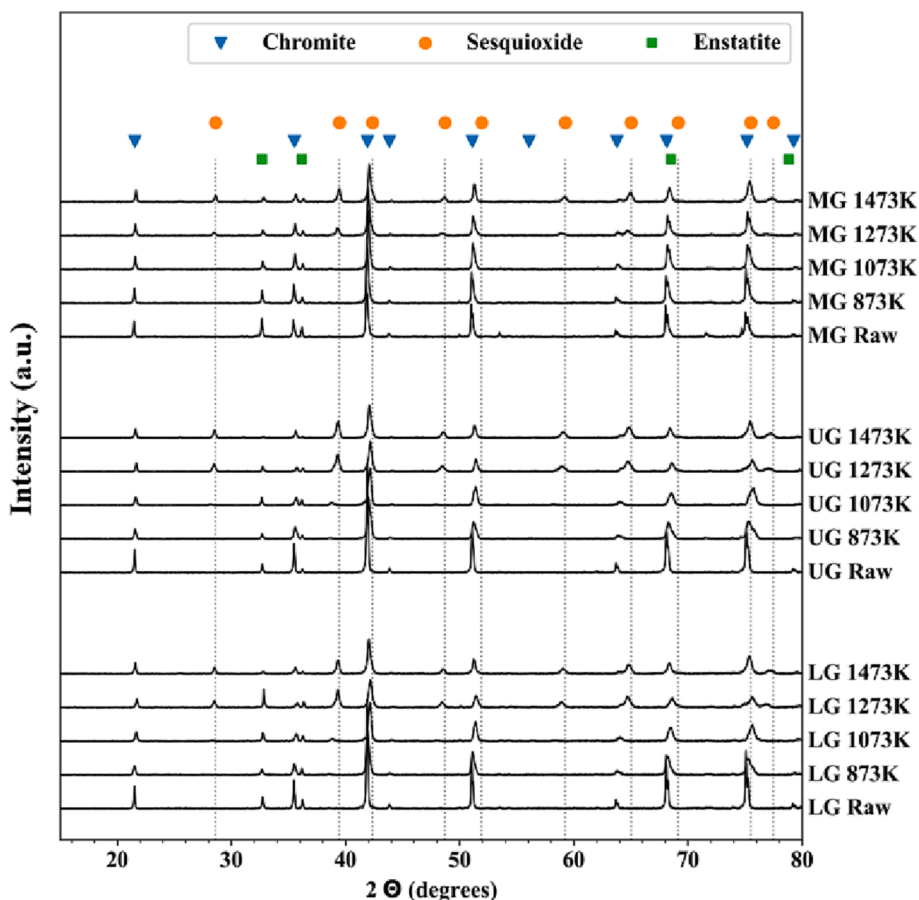 Chromite Sesquioxide Enstatite
MG 1473K
MG 1273K
MG 1073K
MG 873K
MG Raw
UG 1473K
UG 1273K
UG 1073K
UG 873K
UG Raw
LG 1473K
LG 1273K
LG 1073K
LG 873K
LG Raw
Intensity (a.u.)
20 30 40 50 60 70 80
2 Θ (degrees)